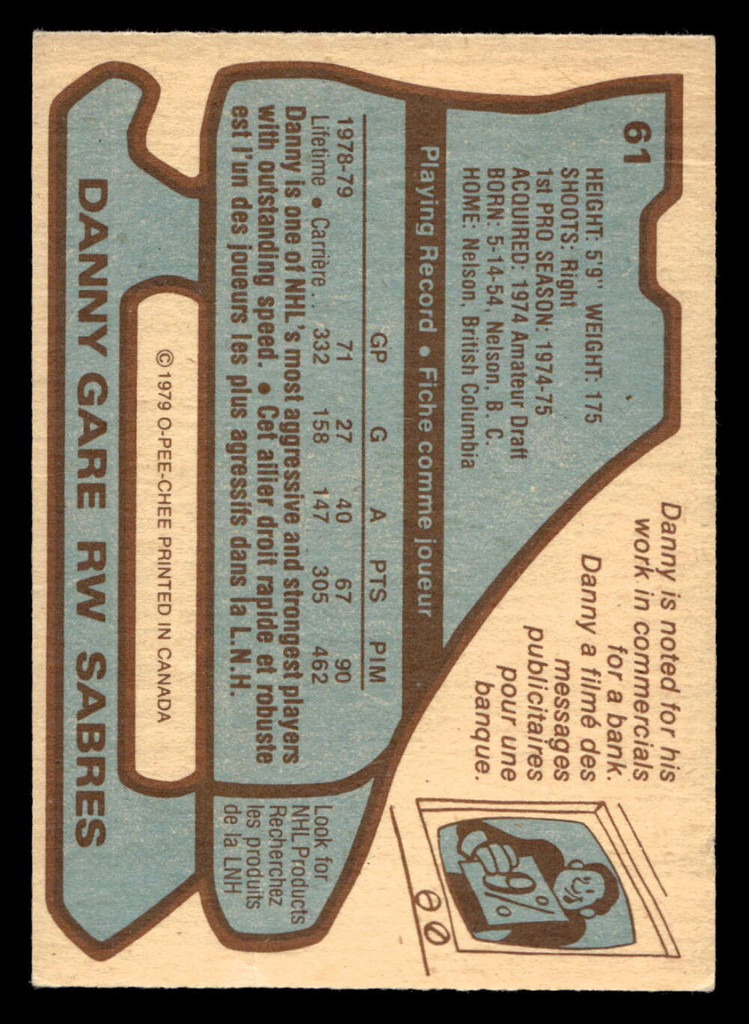 61
HEIGHT: 5'9" WEIGHT: 175
SHOOTS: Right
1st PRO SEASON: 1974-75
ACQUIRED: 1974 Amateur Draft
BORN: 5-14-54, Nelson, B. C.
HOME: Nelson, British Columbia
Danny is noted for his
work in commercials
for a bank.
Danny a filmé des
messages
publicitaires
pour une
banque.
9%
Playing Record • Fiche comme joueur
GP G A PTS PIM
1978-79 71 27 40 67 90
Lifetime • Carrière... 332 158 147 305 462
Danny is one of NHL's most aggressive and strongest players
with outstanding speed. • Cet ailier droit rapide et robuste
est l'un des joueurs les plus agressifs dans la L.N.H.
Look for
NHL Products
Recherchez
les produits
de la LNH
© 1979 O-PEE-CHEE PRINTED IN CANADA
DANNY GARE RW SABRES